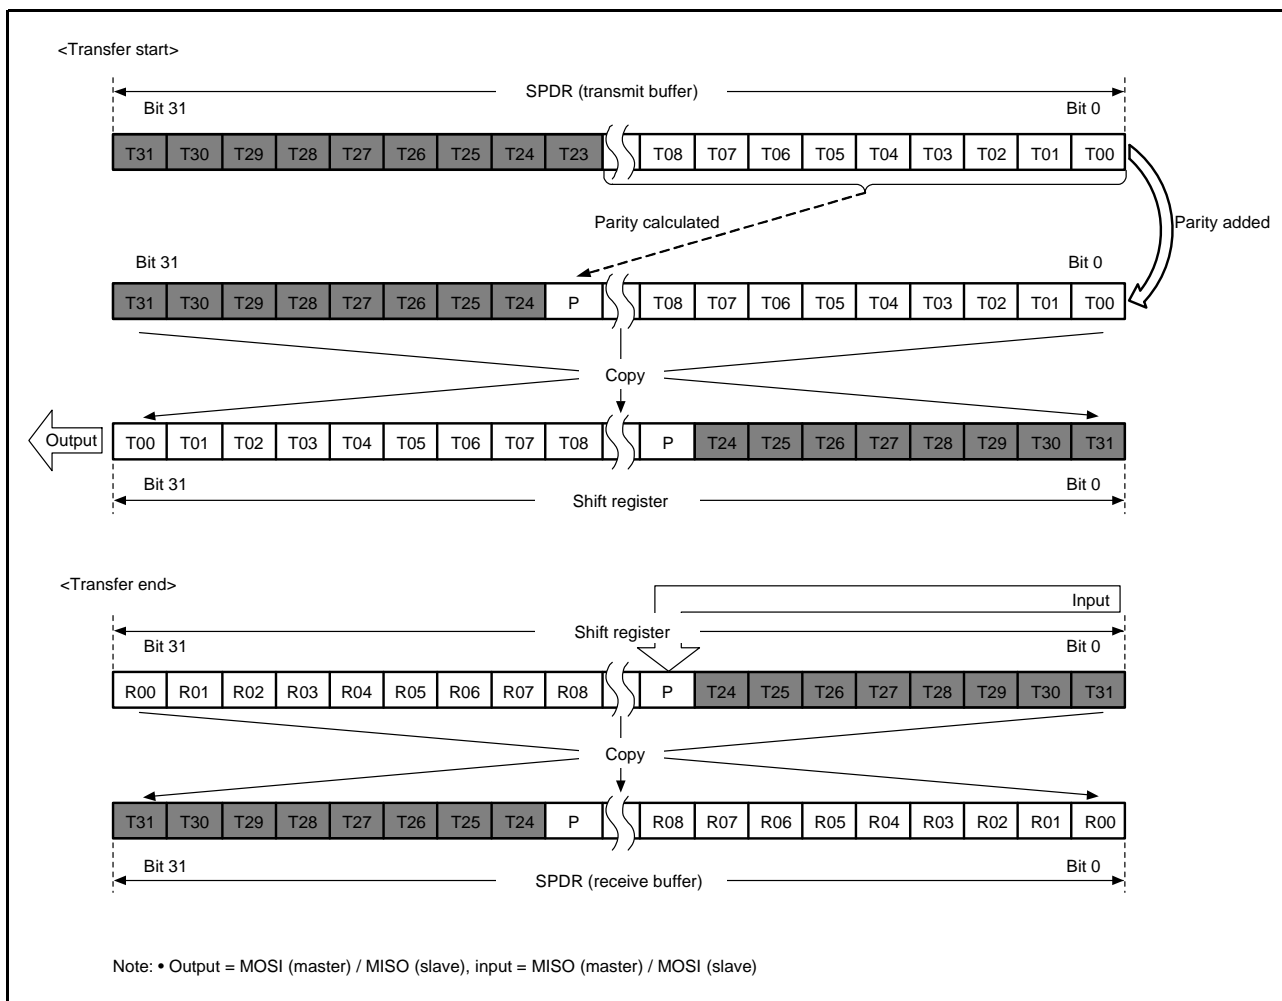 <Transfer start>
SPDR (transmit buffer)
Bit 31 Bit 0
T31 T30 T29 T28 T27 T26 T25 T24 T23 T08 T07 T06 T05 T04 T03 T02 T01 T00
Parity calculated Parity added
Bit 31 Bit 0
T31 T30 T29 T28 T27 T26 T25 T24 P T08 T07 T06 T05 T04 T03 T02 T01 T00
Copy
Output T00 T01 T02 T03 T04 T05 T06 T07 T08 P T24 T25 T26 T27 T28 T29 T30 T31
Bit 31 Bit 0
Shift register
<Transfer end>
Input
Shift register
Bit 31 Bit 0
R00 R01 R02 R03 R04 R05 R06 R07 R08 P T24 T25 T26 T27 T28 T29 T30 T31
Copy
T31 T30 T29 T28 T27 T26 T25 T24 P R08 R07 R06 R05 R04 R03 R02 R01 R00
Bit 31 Bit 0
SPDR (receive buffer)
Note: • Output = MOSI (master) / MISO (slave), input = MISO (master) / MOSI (slave)